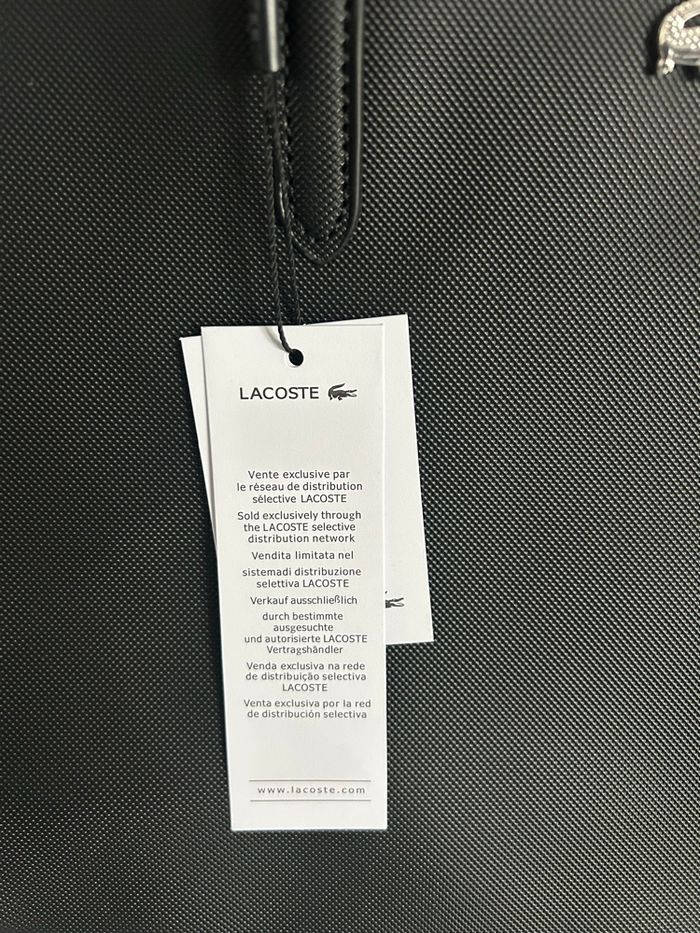 LACOSTE
Vente exclusive par
le réseau de distribution
sélective LACOSTE
Sold exclusively through
the LACOSTE selective
distribution network
Vendita limitata nel
sistemadi distribuzione
selettiva LACOSTE
Verkauf ausschließlich
durch bestimmte
ausgesuchte
und autorisierte LACOSTE
Vertragshändler
Venda exclusiva na rede
de distribuição selectiva
LACOSTE
Venta exclusiva por la red
de distribución selectiva
www.lacoste.com